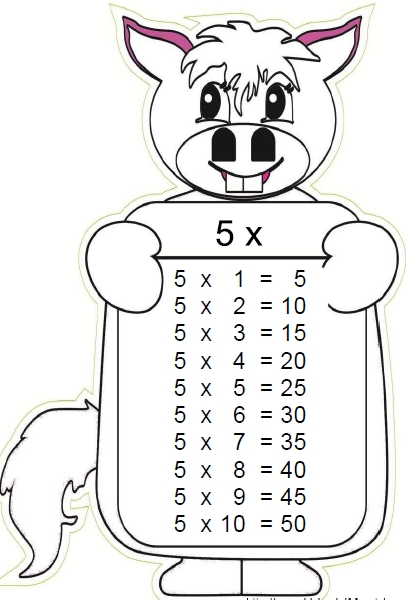 5 x
5 x 1 = 5
5 x 2 = 10
5 x 3 = 15
5 x 4 = 20
5 x 5 = 25
5 x 6 = 30
5 x 7 = 35
5 x 8 = 40
5 x 9 = 45
5 x 10 = 50